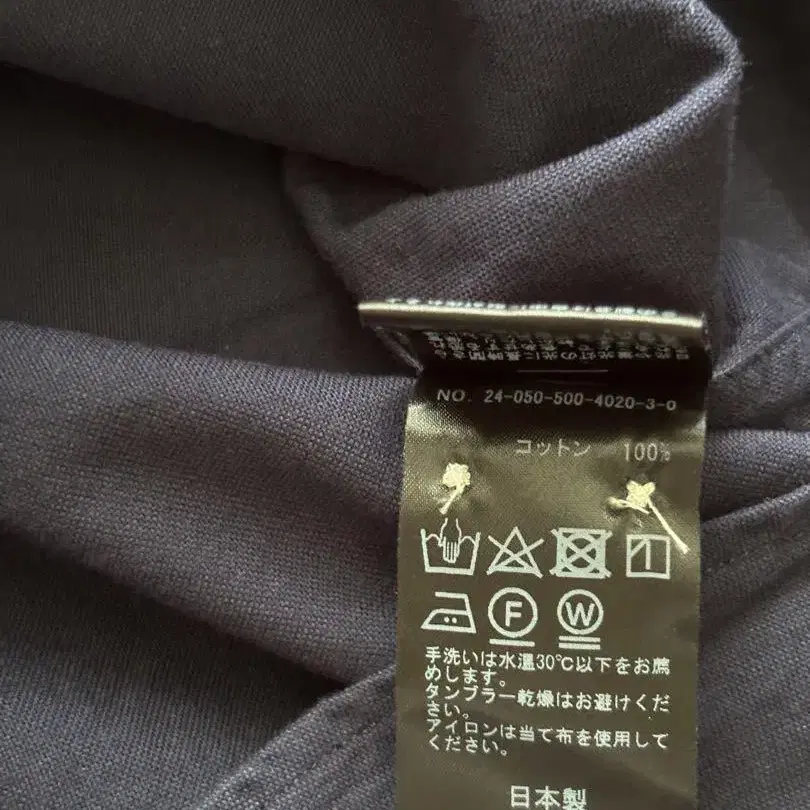 NO. 24-050-500-4020-3-0
コットン 100%
F W
手洗いは水温30℃以下をお薦
めします。
タンブラー乾燥はお避けくだ
さい。
アイロンは当て布を使用して
ください。
日本製